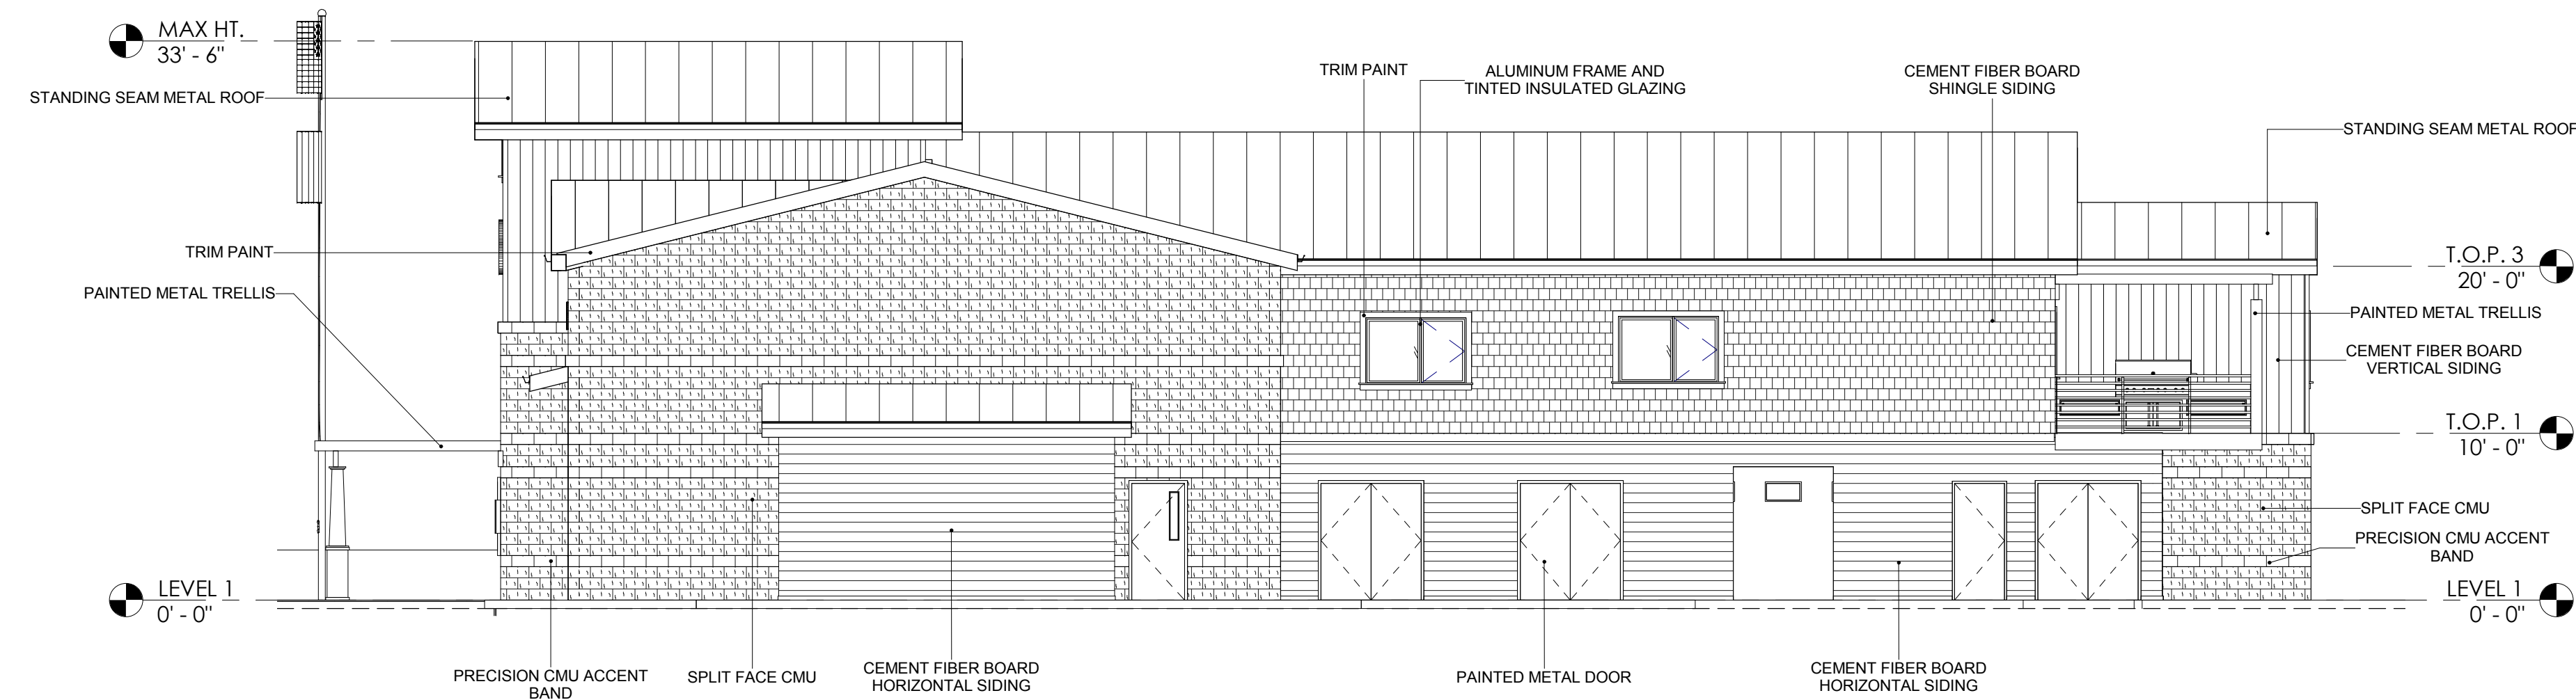 MAX HT.
33' - 6"
STANDING SEAM METAL ROOF
TRIM PAINT
ALUMINUM FRAME AND
TINTED INSULATED GLAZING
CEMENT FIBER BOARD
SHINGLE SIDING
STANDING SEAM METAL ROOF
TRIM PAINT
T.O.P. 3
20' - 0"
PAINTED METAL TRELLIS
PAINTED METAL TRELLIS
CEMENT FIBER BOARD
VERTICAL SIDING
T.O.P. 1
10' - 0"
SPLIT FACE CMU
PRECISION CMU ACCENT
BAND
LEVEL 1
0' - 0"
LEVEL 1
0' - 0"
PRECISION CMU ACCENT
BAND
SPLIT FACE CMU
CEMENT FIBER BOARD
HORIZONTAL SIDING
PAINTED METAL DOOR
CEMENT FIBER BOARD
HORIZONTAL SIDING